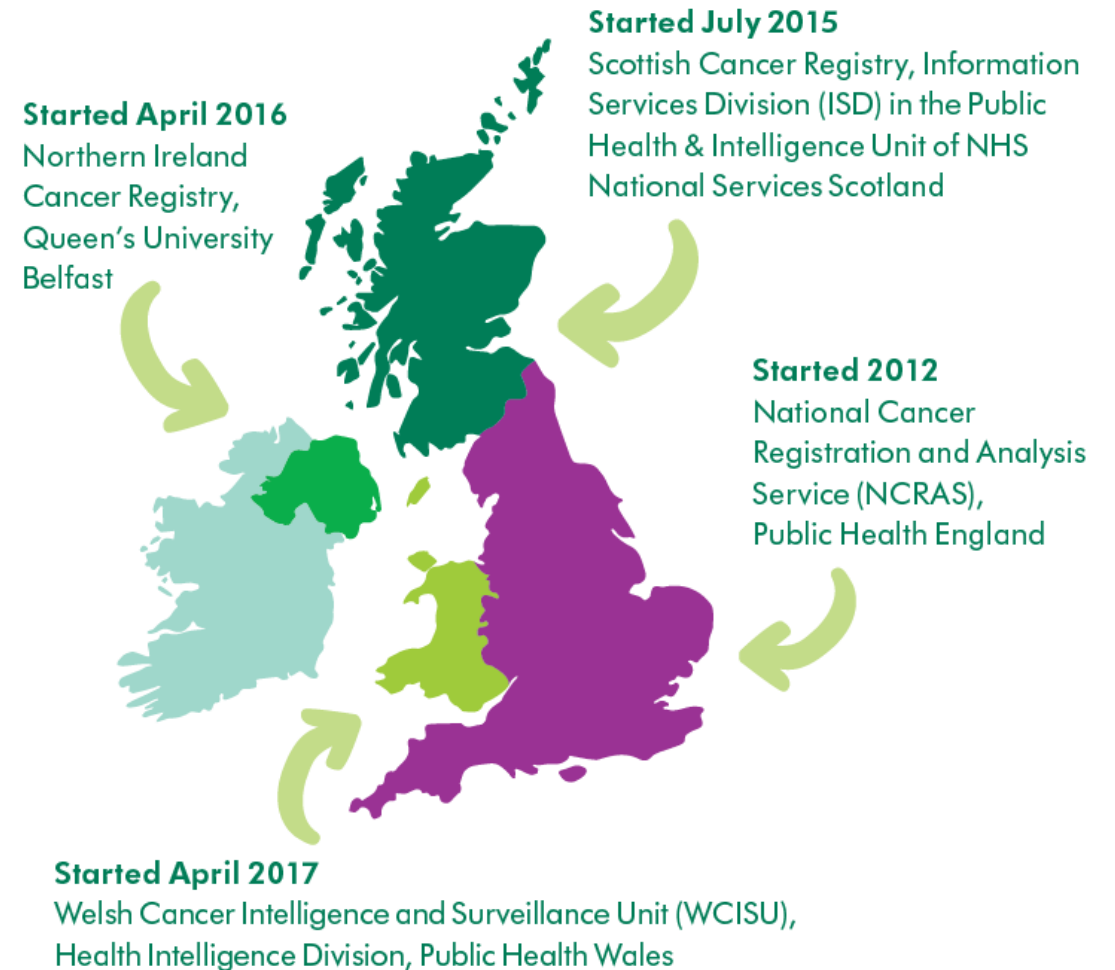 Started July 2015
Scottish Cancer Registry, Information
Services Division (ISD) in the Public
Health & Intelligence Unit of NHS
National Services Scotland
Started April 2016
Northern Ireland
Cancer Registry,
Queen’s University
Belfast
Started 2012
National Cancer
Registration and Analysis
Service (NCRAS),
Public Health England
Started April 2017
Welsh Cancer Intelligence and Surveillance Unit (WCISU),
Health Intelligence Division, Public Health Wales